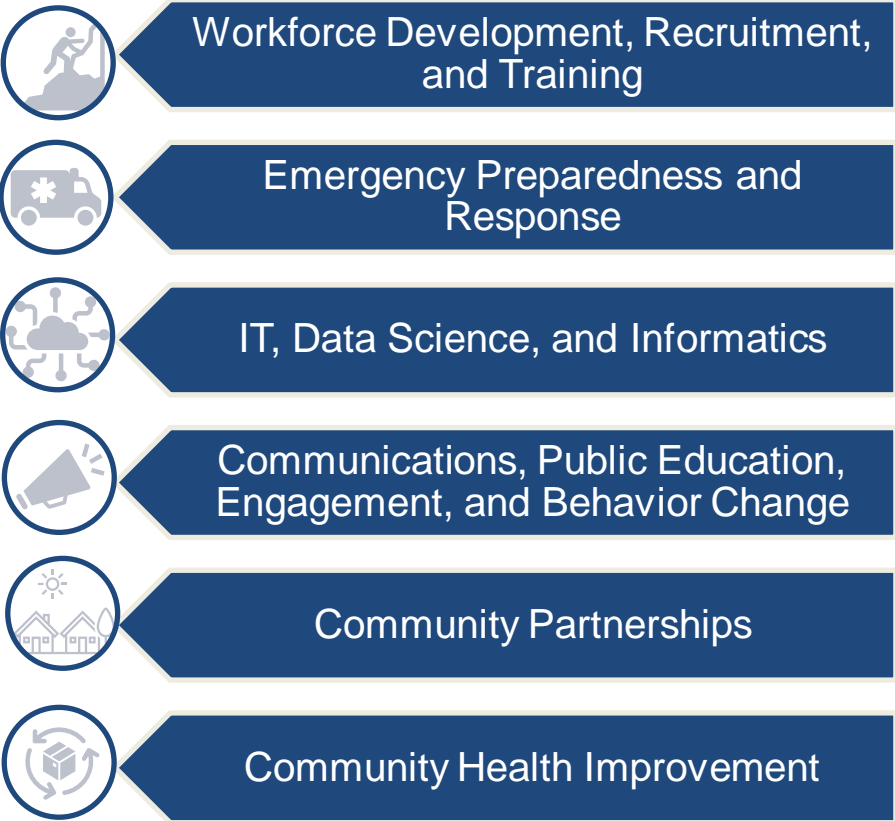 Workforce Development, Recruitment,
and Training
Emergency Preparedness and
Response
IT, Data Science, and Informatics
Communications, Public Education,
Engagement, and Behavior Change
Community Partnerships
Community Health Improvement